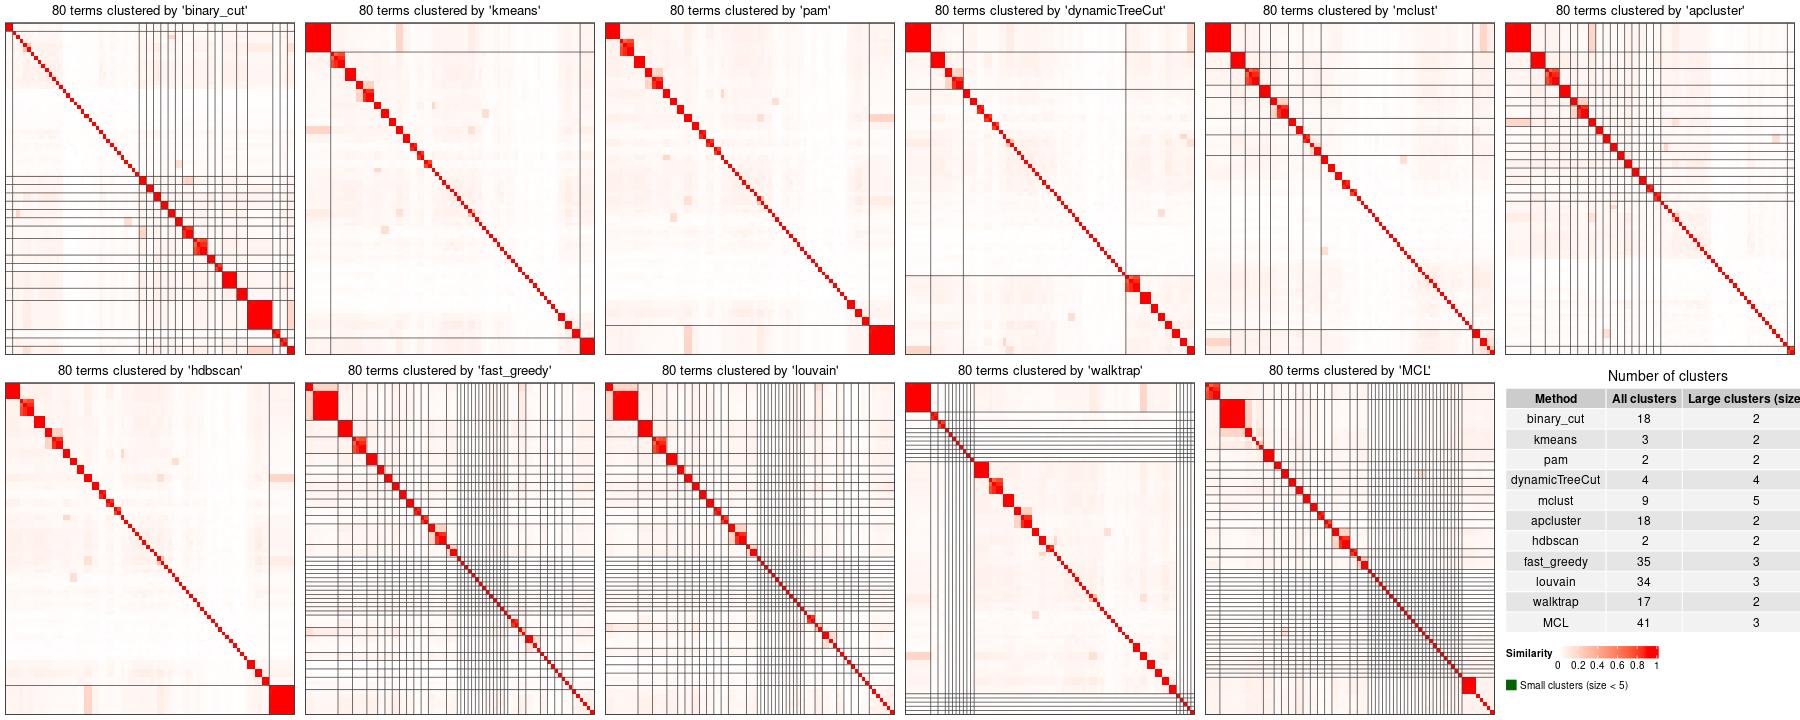 80 terms clustered by 'binary_cut'
80 terms clustered by 'kmeans'
80 terms clustered by 'pam'
80 terms clustered by 'dynamicTreeCut'
80 terms clustered by 'mclust'
80 terms clustered by 'apcluster'
80 terms clustered by 'hdbscan'
80 terms clustered by 'fast_greedy'
80 terms clustered by 'louvain'
80 terms clustered by 'walktrap'
80 terms clustered by 'MCL'
Number of clusters
Method All clusters Large clusters (size
binary_cut 18 2
kmeans 3 2
pam 2 2
dynamicTreeCut 4 4
mclust 9 5
apcluster 18 2
hdbscan 2 2
fast_greedy 35 3
louvain 34 3
walktrap 17 2
MCL 41 3
Similarity
0 0.2 0.4 0.6 0.8 1
Small clusters (size < 5)